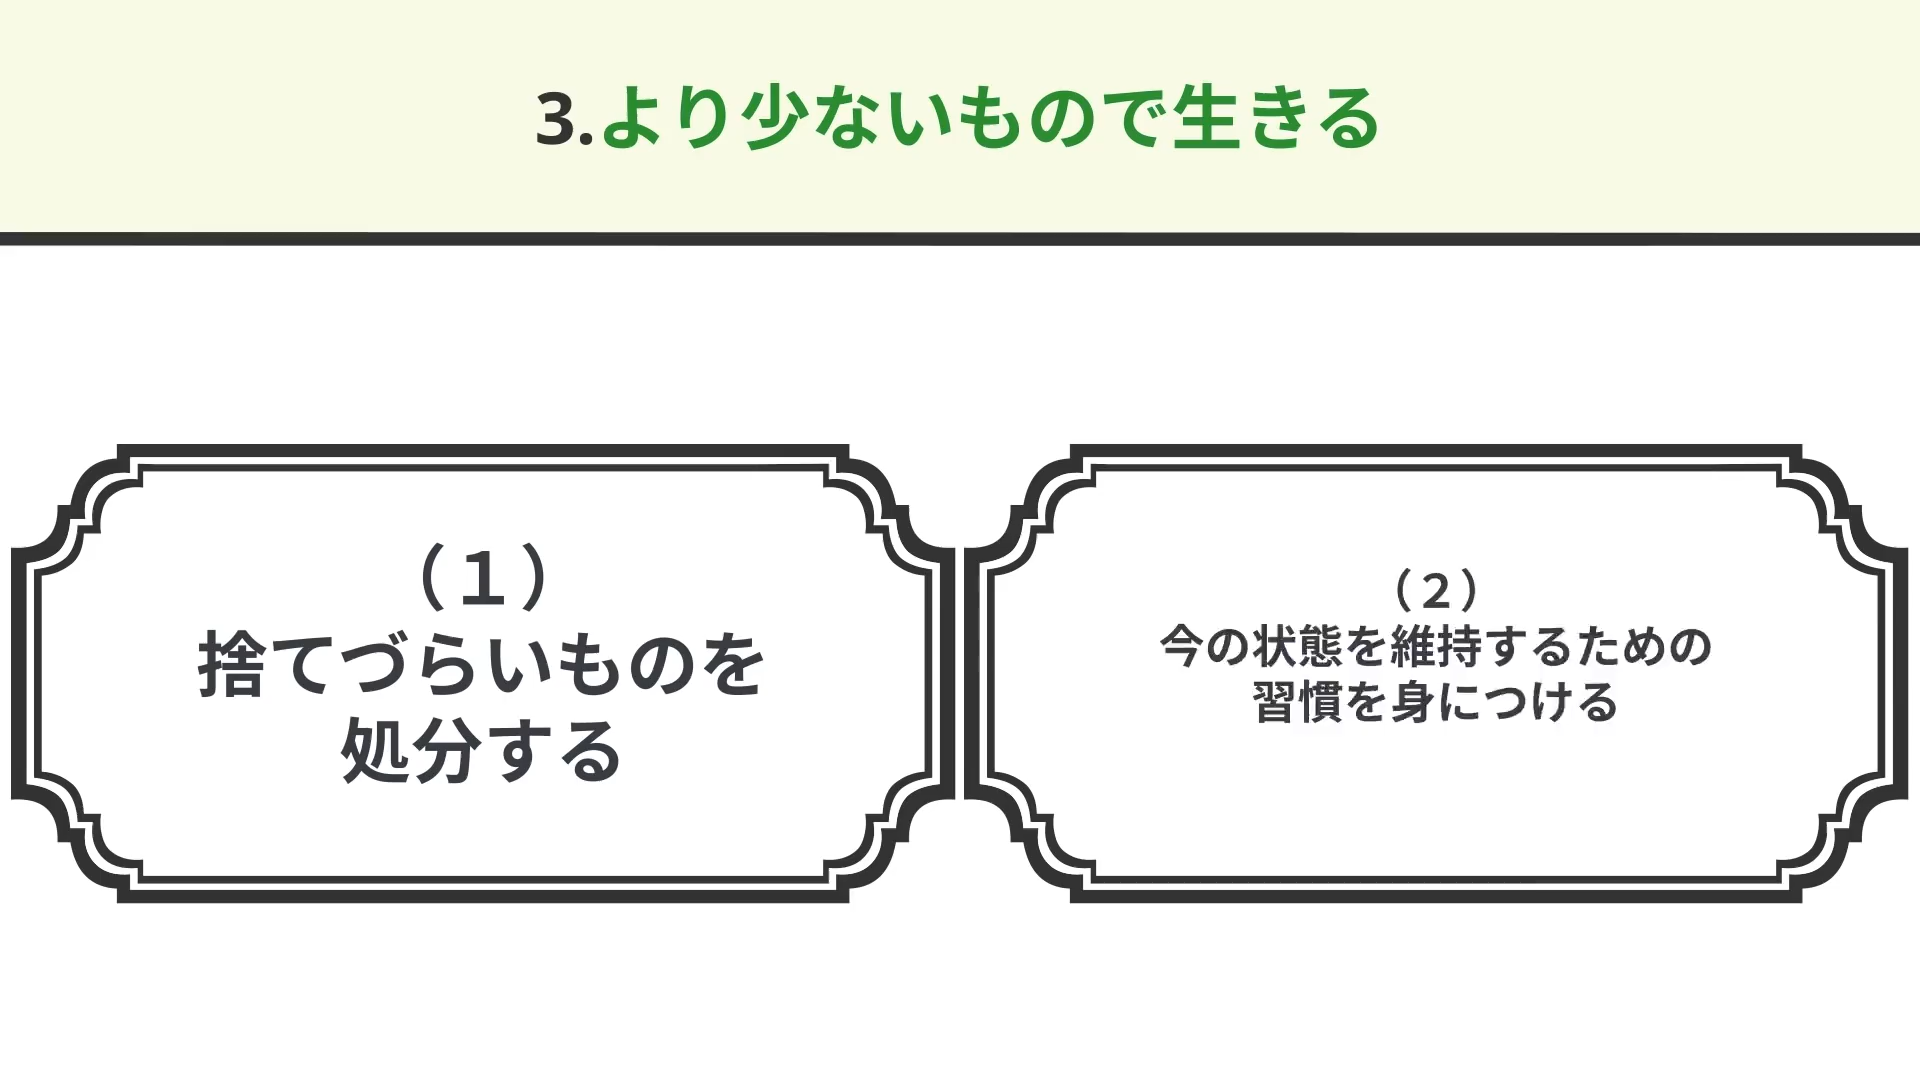 3.より少ないもので生きる
（１）
捨てづらいものを
処分する
（２）
今の状態を維持するための
習慣を身につける